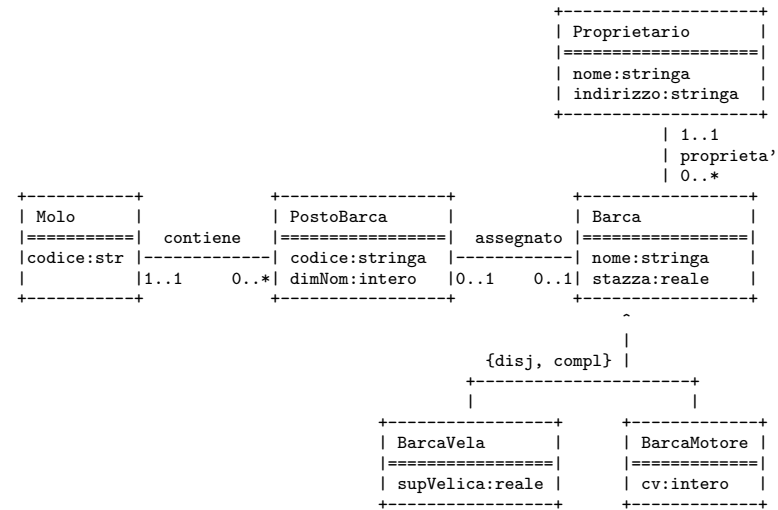 +--------------------+
| Proprietario       |
|====================|
| nome:stringa       |
| indirizzo:stringa  |
+--------------------+
| 1..1
| proprieta’
| 0..*
+-----------+ +-----------------+ +-----------------+
| Molo | | PostoBarca | | Barca |
|===========| contiene |=================| assegnato |=================|
|codice:str |-------------| codice:stringa |------------| nome:stringa |
| |1..1 0..*| dimNom:intero |0..1 0..1| stazza:reale |
+-----------+ +-----------------+ +-----------------+
^
|
{disj, compl} |
+----------------------+
| |
+-----------------+ +-------------+
| BarcaVela | | BarcaMotore |
|=================| |=============|
| supVelica:reale | | cv:intero |
+-----------------+ +-------------+